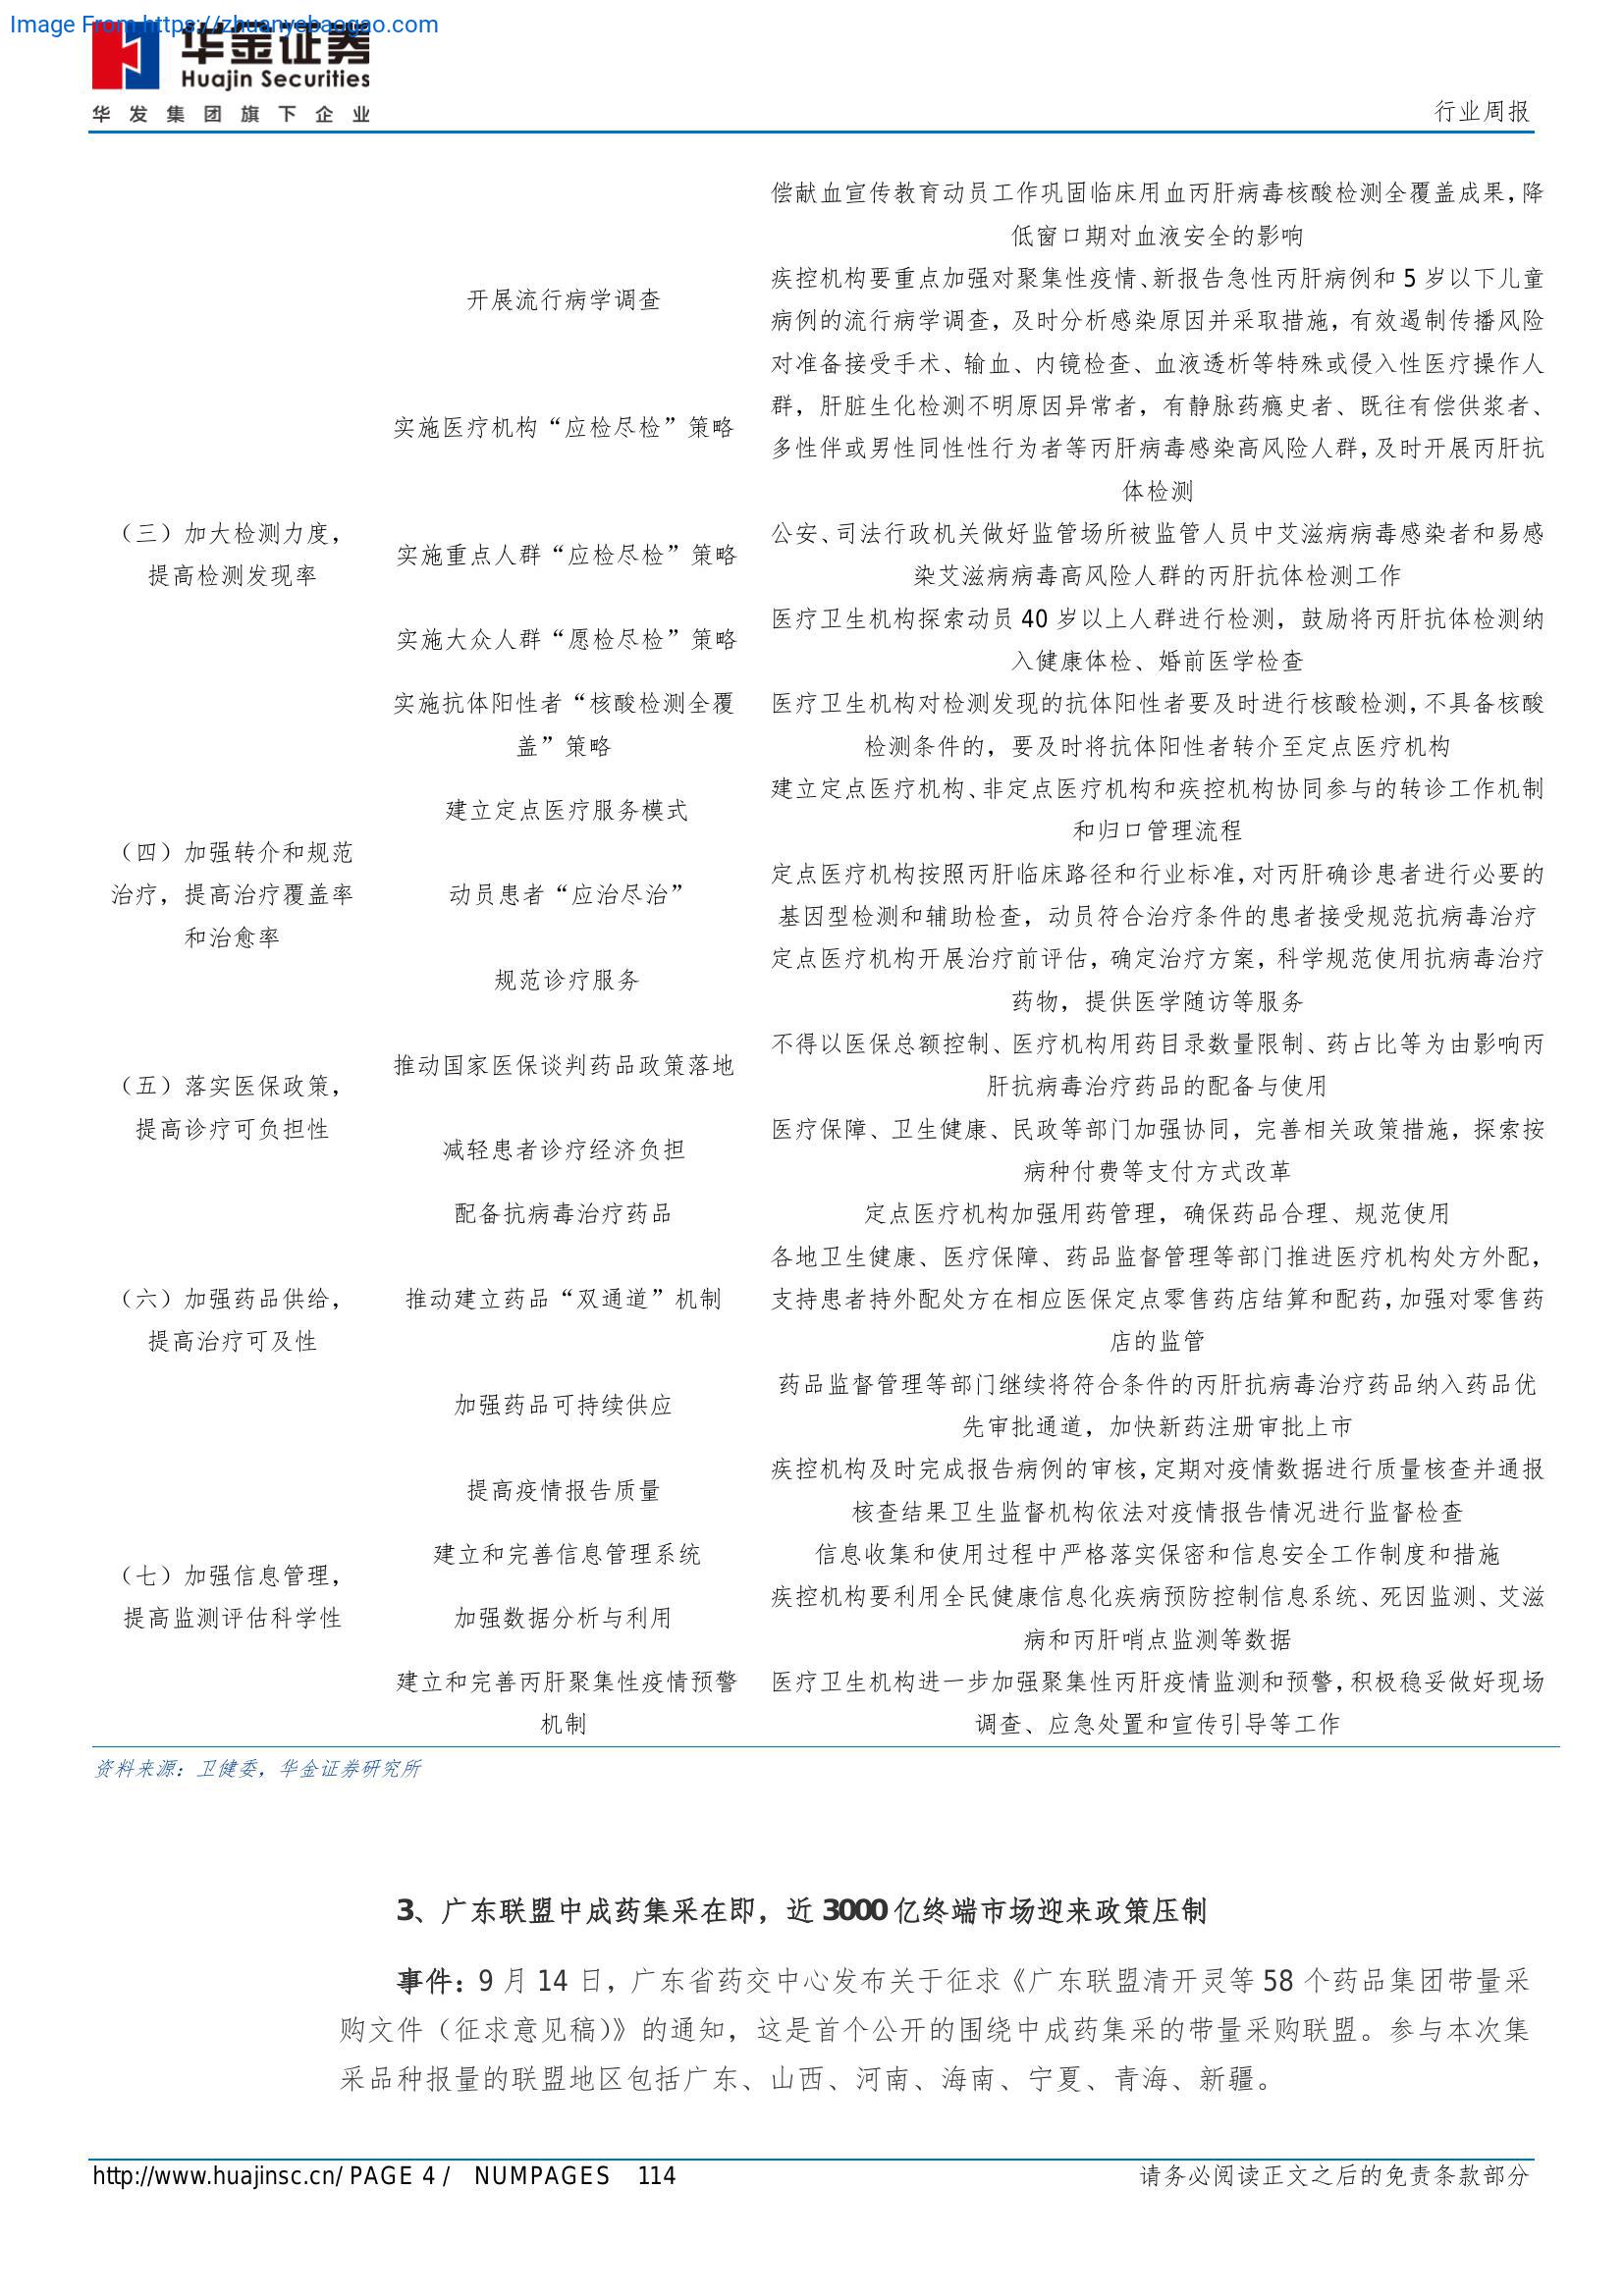 Image From https://zhuanyebaogao.com
华金证券
Huajin Securities
华发集团旗下企业
行业周报
偿献血宣传教育动员工作巩固临床用血丙肝病毒核酸检测全覆盖成果，降
低窗口期对血液安全的影响
开展流行病学调查
疾控机构要重点加强对聚集性疫情、新报告急性丙肝病例和 5 岁以下儿童
病例的流行病学调查，及时分析感染原因并采取措施，有效遏制传播风险
实施医疗机构“应检尽检”策略
对准备接受手术、输血、内镜检查、血液透析等特殊或侵入性医疗操作人
群，肝脏生化检测不明原因异常者，有静脉药瘾史者、既往有偿供浆者、
多性伴或男性同性性行为者等丙肝病毒感染高风险人群，及时开展丙肝抗
体检测
（三）加大检测力度，
提高检测发现率
实施重点人群“应检尽检”策略
公安、司法行政机关做好监管场所被监管人员中艾滋病病毒感染者和易感
染艾滋病病毒高风险人群的丙肝抗体检测工作
实施大众人群“愿检尽检”策略
医疗卫生机构探索动员 40 岁以上人群进行检测，鼓励将丙肝抗体检测纳
入健康体检、婚前医学检查
实施抗体阳性者“核酸检测全覆
盖”策略
医疗卫生机构对检测发现的抗体阳性者要及时进行核酸检测，不具备核酸
检测条件的，要及时将抗体阳性者转介至定点医疗机构
建立定点医疗服务模式
建立定点医疗机构、非定点医疗机构和疾控机构协同参与的转诊工作机制
和归口管理流程
（四）加强转介和规范
治疗，提高治疗覆盖率
和治愈率
动员患者“应治尽治”
定点医疗机构按照丙肝临床路径和行业标准，对丙肝确诊患者进行必要的
基因型检测和辅助检查，动员符合治疗条件的患者接受规范抗病毒治疗
规范诊疗服务
定点医疗机构开展治疗前评估，确定治疗方案，科学规范使用抗病毒治疗
药物，提供医学随访等服务
（五）落实医保政策，
提高诊疗可负担性
推动国家医保谈判药品政策落地
不得以医保总额控制、医疗机构用药目录数量限制、药占比等为由影响丙
肝抗病毒治疗药品的配备与使用
减轻患者诊疗经济负担
医疗保障、卫生健康、民政等部门加强协同，完善相关政策措施，探索按
病种付费等支付方式改革
配备抗病毒治疗药品
定点医疗机构加强用药管理，确保药品合理、规范使用
（六）加强药品供给，
提高治疗可及性
推动建立药品“双通道”机制
各地卫生健康、医疗保障、药品监督管理等部门推进医疗机构处方外配，
支持患者持外配处方在相应医保定点零售药店结算和配药，加强对零售药
店的监管
加强药品可持续供应
药品监督管理等部门继续将符合条件的丙肝抗病毒治疗药品纳入药品优
先审批通道，加快新药注册审批上市
提高疫情报告质量
疾控机构及时完成报告病例的审核，定期对疫情数据进行质量核查并通报
核查结果卫生监督机构依法对疫情报告情况进行监督检查
（七）加强信息管理，
提高监测评估科学性
建立和完善信息管理系统
信息收集和使用过程中严格落实保密和信息安全工作制度和措施
加强数据分析与利用
疾控机构要利用全民健康信息化疾病预防控制信息系统、死因监测、艾滋
病和丙肝哨点监测等数据
建立和完善丙肝聚集性疫情预警
机制
医疗卫生机构进一步加强聚集性丙肝疫情监测和预警，积极稳妥做好现场
调查、应急处置和宣传引导等工作
资料来源：卫健委，华金证券研究所
3、广东联盟中成药集采在即，近 3000 亿终端市场迎来政策压制
事件：9 月 14 日，广东省药交中心发布关于征求《广东联盟清开灵等 58 个药品集团带量采
购文件（征求意见稿）》的通知，这是首个公开的围绕中成药集采的带量采购联盟。参与本次集
采品种报量的联盟地区包括广东、山西、河南、海南、宁夏、青海、新疆。
http://www.huajinsc.cn/ PAGE 4 / NUMPAGES 114
请务必阅读正文之后的免责条款部分